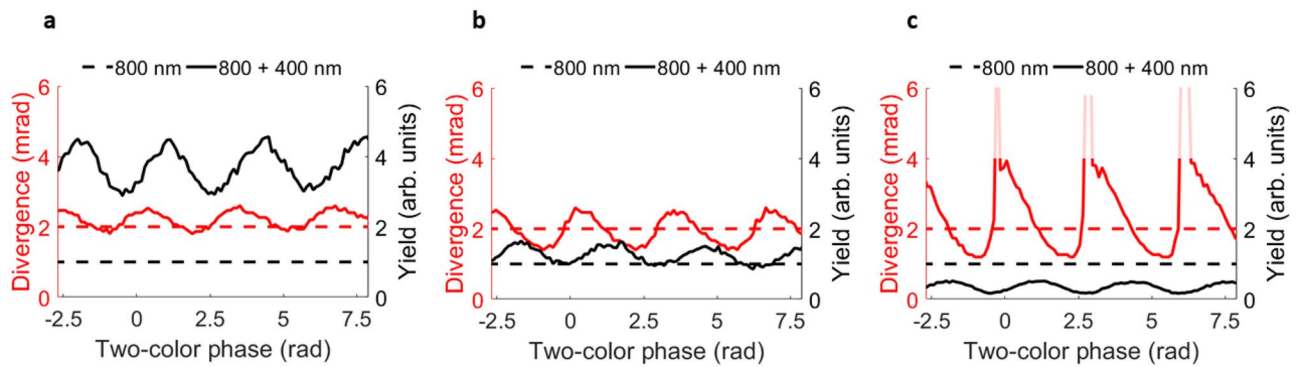 a
800 nm 800 + 400 nm
Divergence (mrad)
6
4
2
0
6
4
2
0
Yield (arb. units)
-2.5 0 2.5 5 7.5
Two-color phase (rad)
b
800 nm 800 + 400 nm
Divergence (mrad)
6
4
2
0
6
4
2
0
Yield (arb. units)
-2.5 0 2.5 5 7.5
Two-color phase (rad)
c
800 nm 800 + 400 nm
Divergence (mrad)
6
4
2
0
6
4
2
0
Yield (arb. units)
-2.5 0 2.5 5 7.5
Two-color phase (rad)